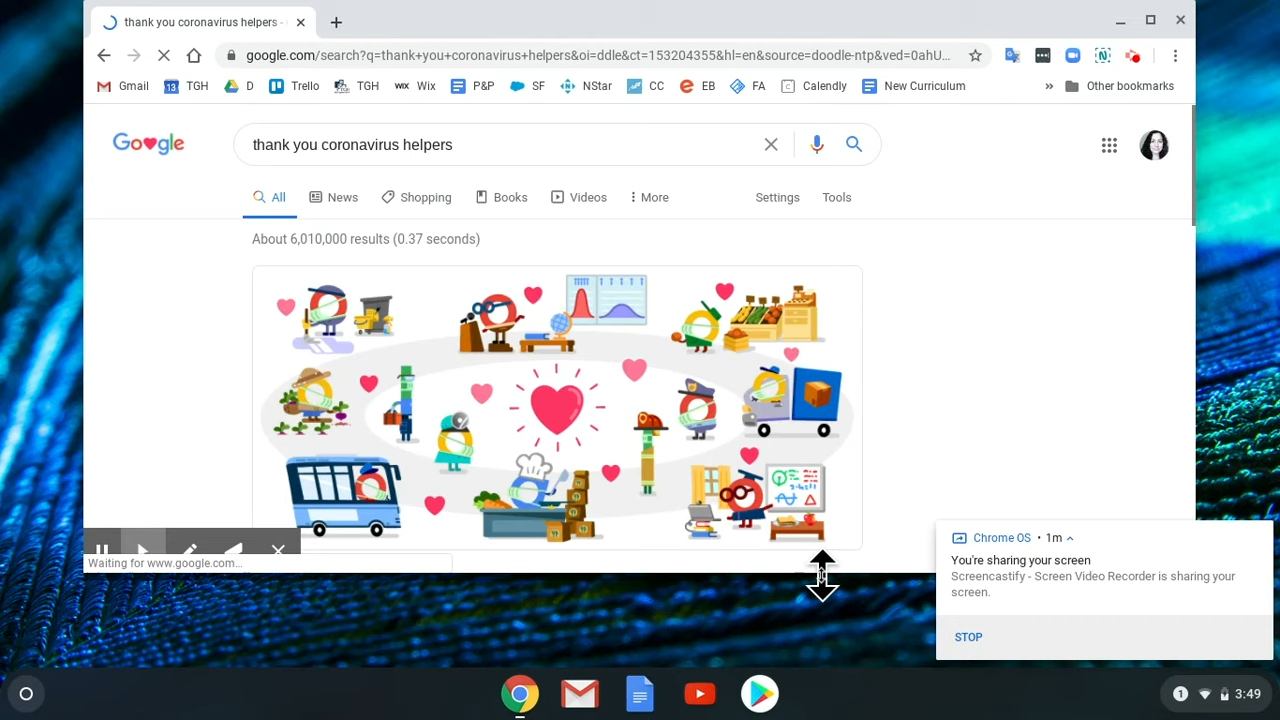 thank you coronavirus helpers -
google.com/search?q=thank+you+coronavirus+helpers&oi=ddle&ct=153204355&hl=en&source=doodle-ntp&ved=0ahU...
Gmail 13 TGH D Trello TGH WIX Wix P&P SF NStar CC EB FA Calendly New Curriculum » Other bookmarks
Google thank you coronavirus helpers
All News Shopping Books Videos More Settings Tools
About 6,010,000 results (0.37 seconds)
Waiting for www.google.com...
Chrome OS • 1m
You're sharing your screen
Screencastify - Screen Video Recorder is sharing your
screen.
STOP
1 3:49